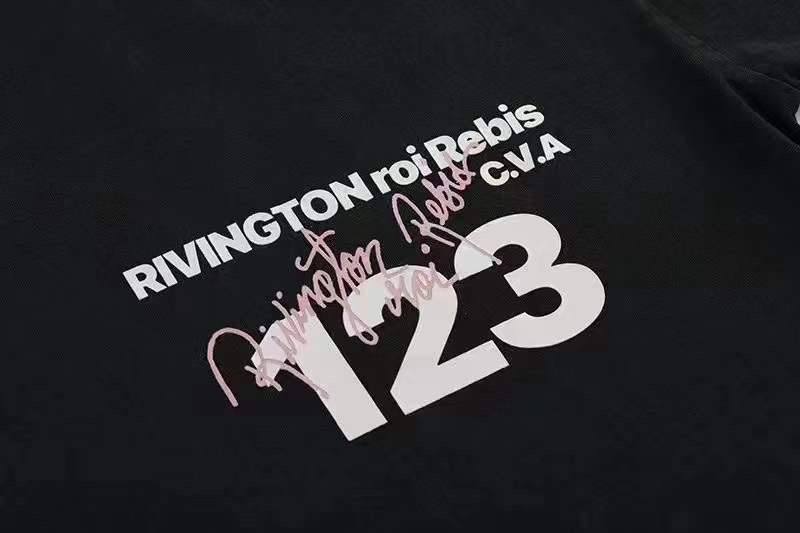 RIVINGTON roi Rebis
C.V.A
Rivington
roi. Rebis
123